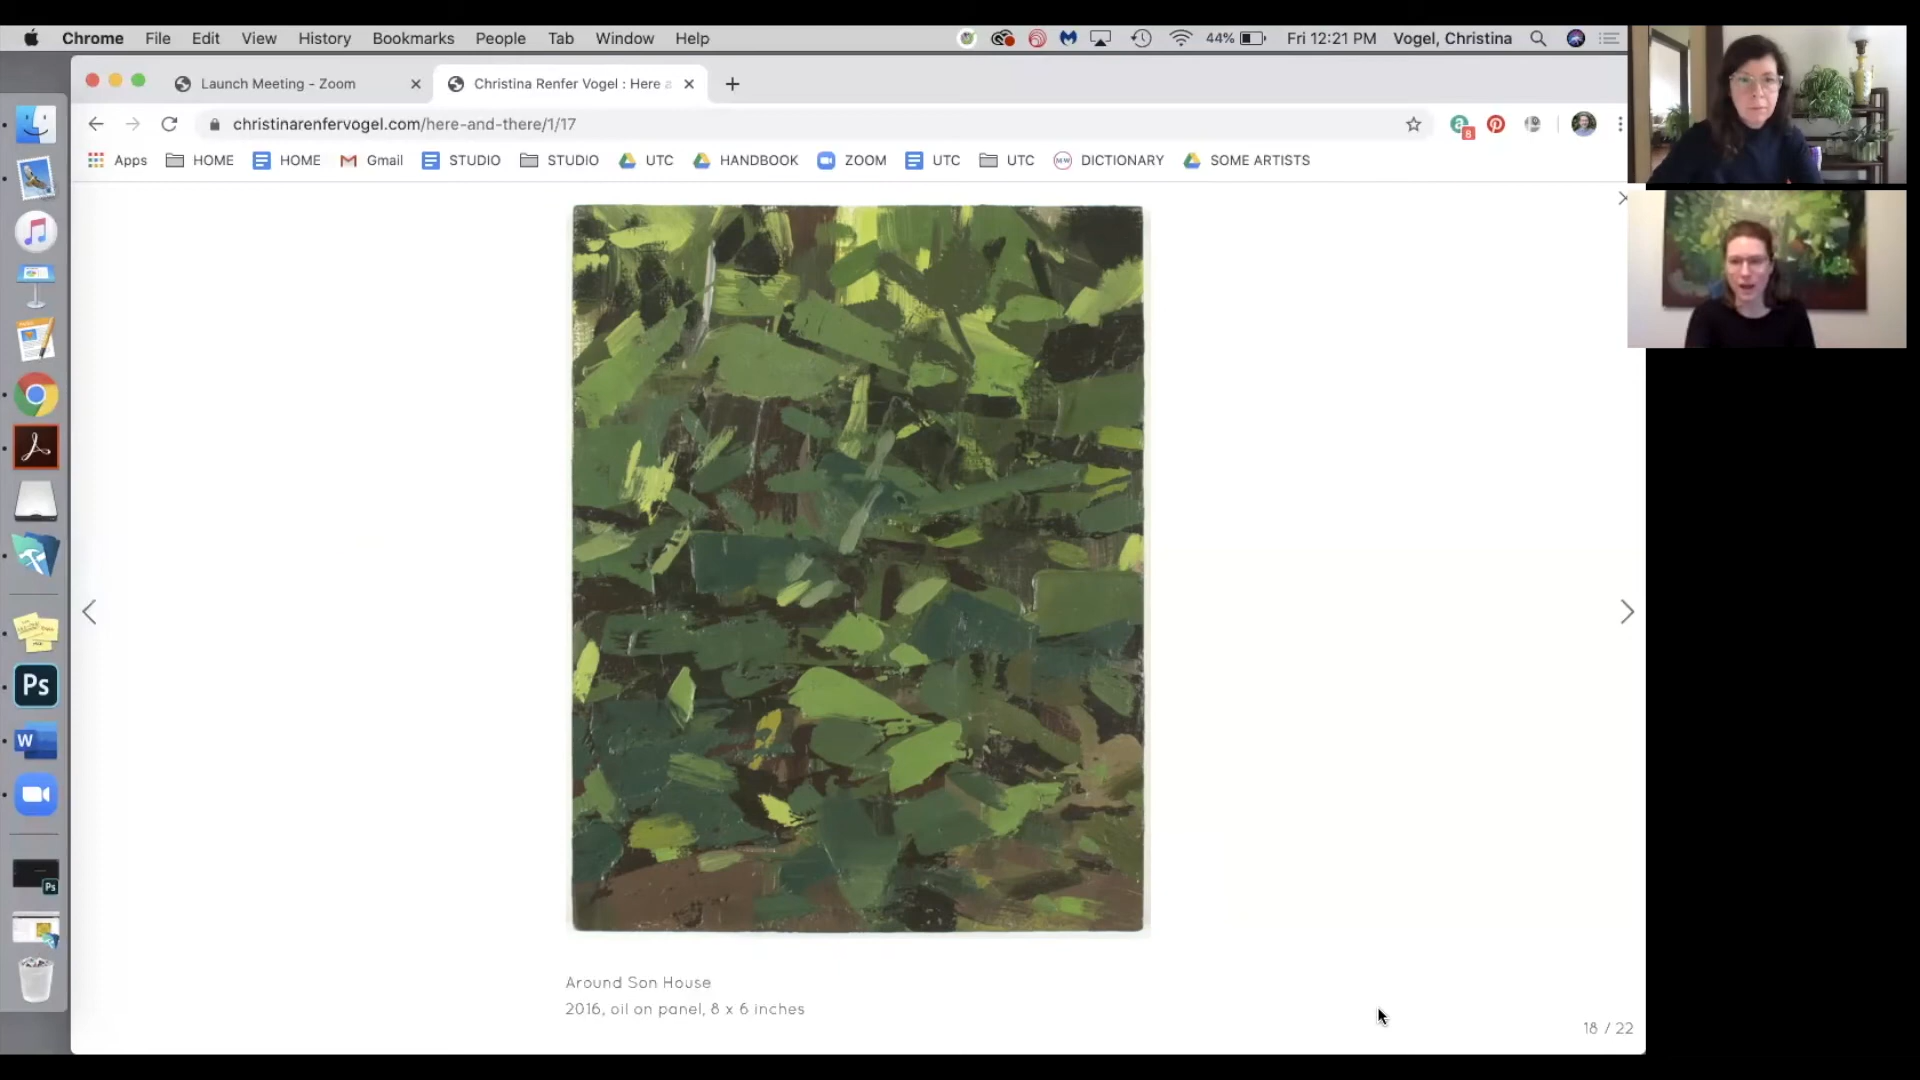 Chrome File Edit View History Bookmarks People Tab Window Help 44% Fri 12:21 PM Vogel, Christina
Launch Meeting - Zoom Christina Renfer Vogel : Here a
christinarenfervogel.com/here-and-there/1/17 8
Apps HOME HOME Gmail STUDIO STUDIO UTC HANDBOOK ZOOM UTC UTC DICTIONARY SOME ARTISTS
Ps
W
Ps
Around Son House
2016, oil on panel, 8 x 6 inches
18 / 22